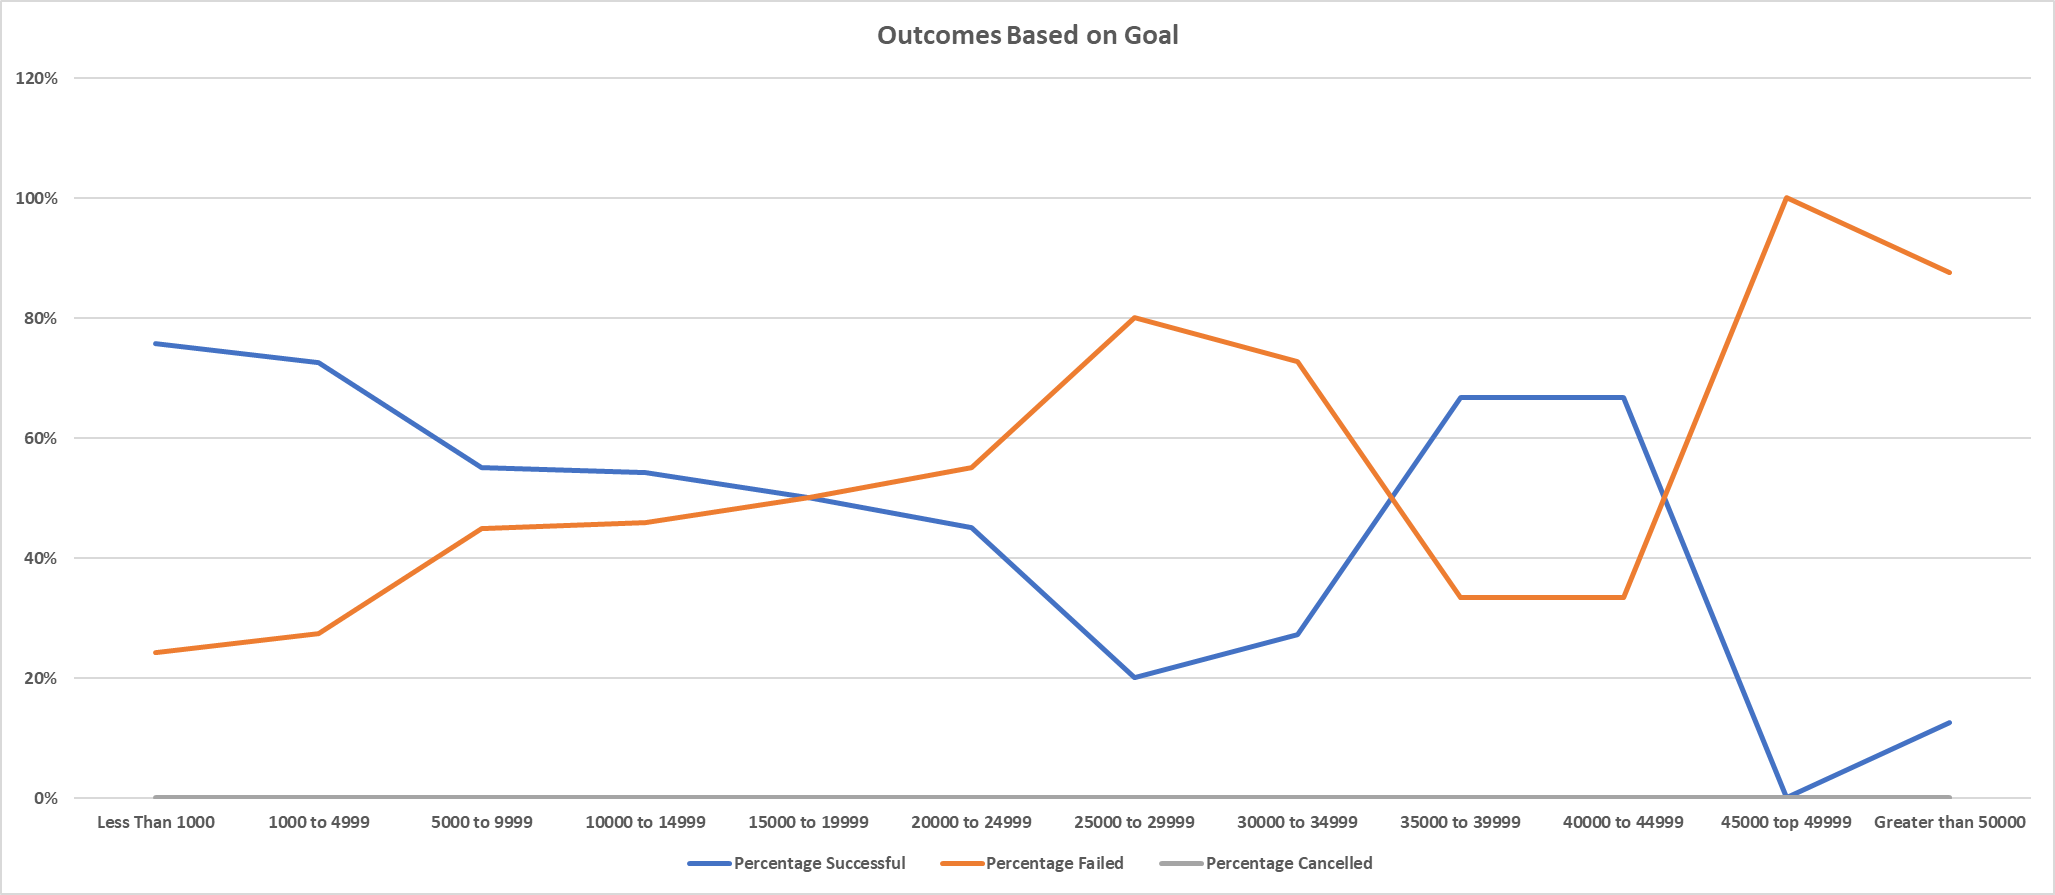 Outcomes Based on Goal
120%
100%
80%
60%
40%
20%
0%
Less Than 1000 1000 to 4999 5000 to 9999 10000 to 14999 15000 to 19999 20000 to 24999 25000 to 29999 30000 to 34999 35000 to 39999 40000 to 44999 45000 top 49999 Greater than 50000
Percentage Successful Percentage Failed Percentage Cancelled